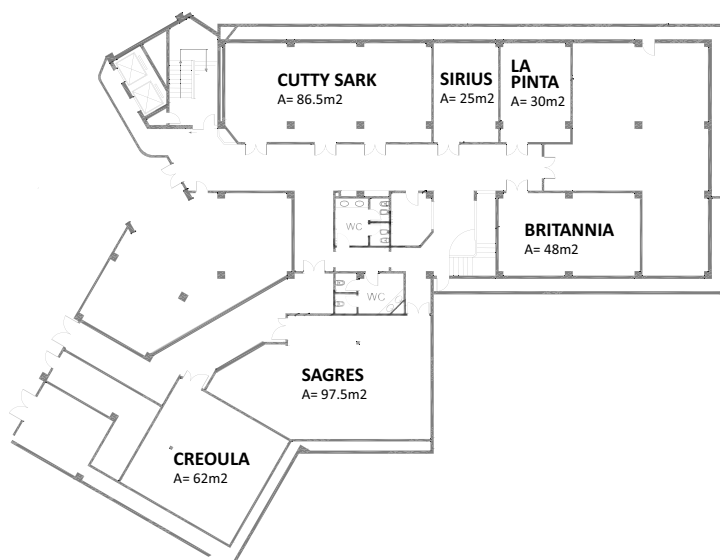 CUTTY SARK
A= 86.5m2
SIRIUS
A= 25m2
LA
PINTA
A= 30m2
WC
BRITANNIA
A= 48m2
WC
SAGRES
A= 97.5m2
CREOULA
A= 62m2